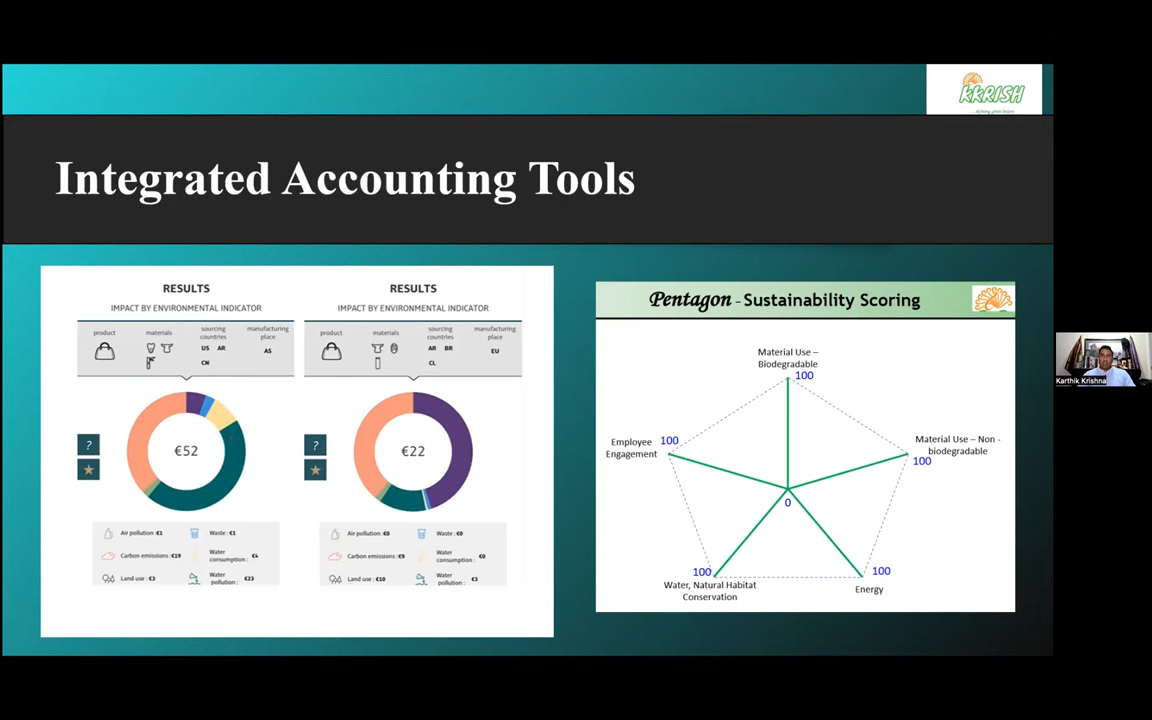 KKRISH
Integrated Accounting Tools
RESULTS
IMPACT BY ENVIRONMENTAL INDICATOR
product
materials
sourcing
countries
manufacturing
place
US AR
CN
AS
?
€52
Air pollution :€1
Waste :€1
Carbon emissions :€19
Water
consumption : €4
Land use : €3
Water
pollution : €23
RESULTS
IMPACT BY ENVIRONMENTAL INDICATOR
product
materials
sourcing
countries
manufacturing
place
AR BR
CL
EU
?
€22
Air pollution :€0
Waste :€0
Carbon emissions :€9
Water
consumption : €0
Land use : €10
Water
pollution : €3
Pentagon - Sustainability Scoring
Material Use –
Biodegradable
100
Employee
Engagement
100
Material Use – Non -
biodegradable
100
0
100
Water, Natural Habitat
Conservation
100
Energy
Karthik Krishna